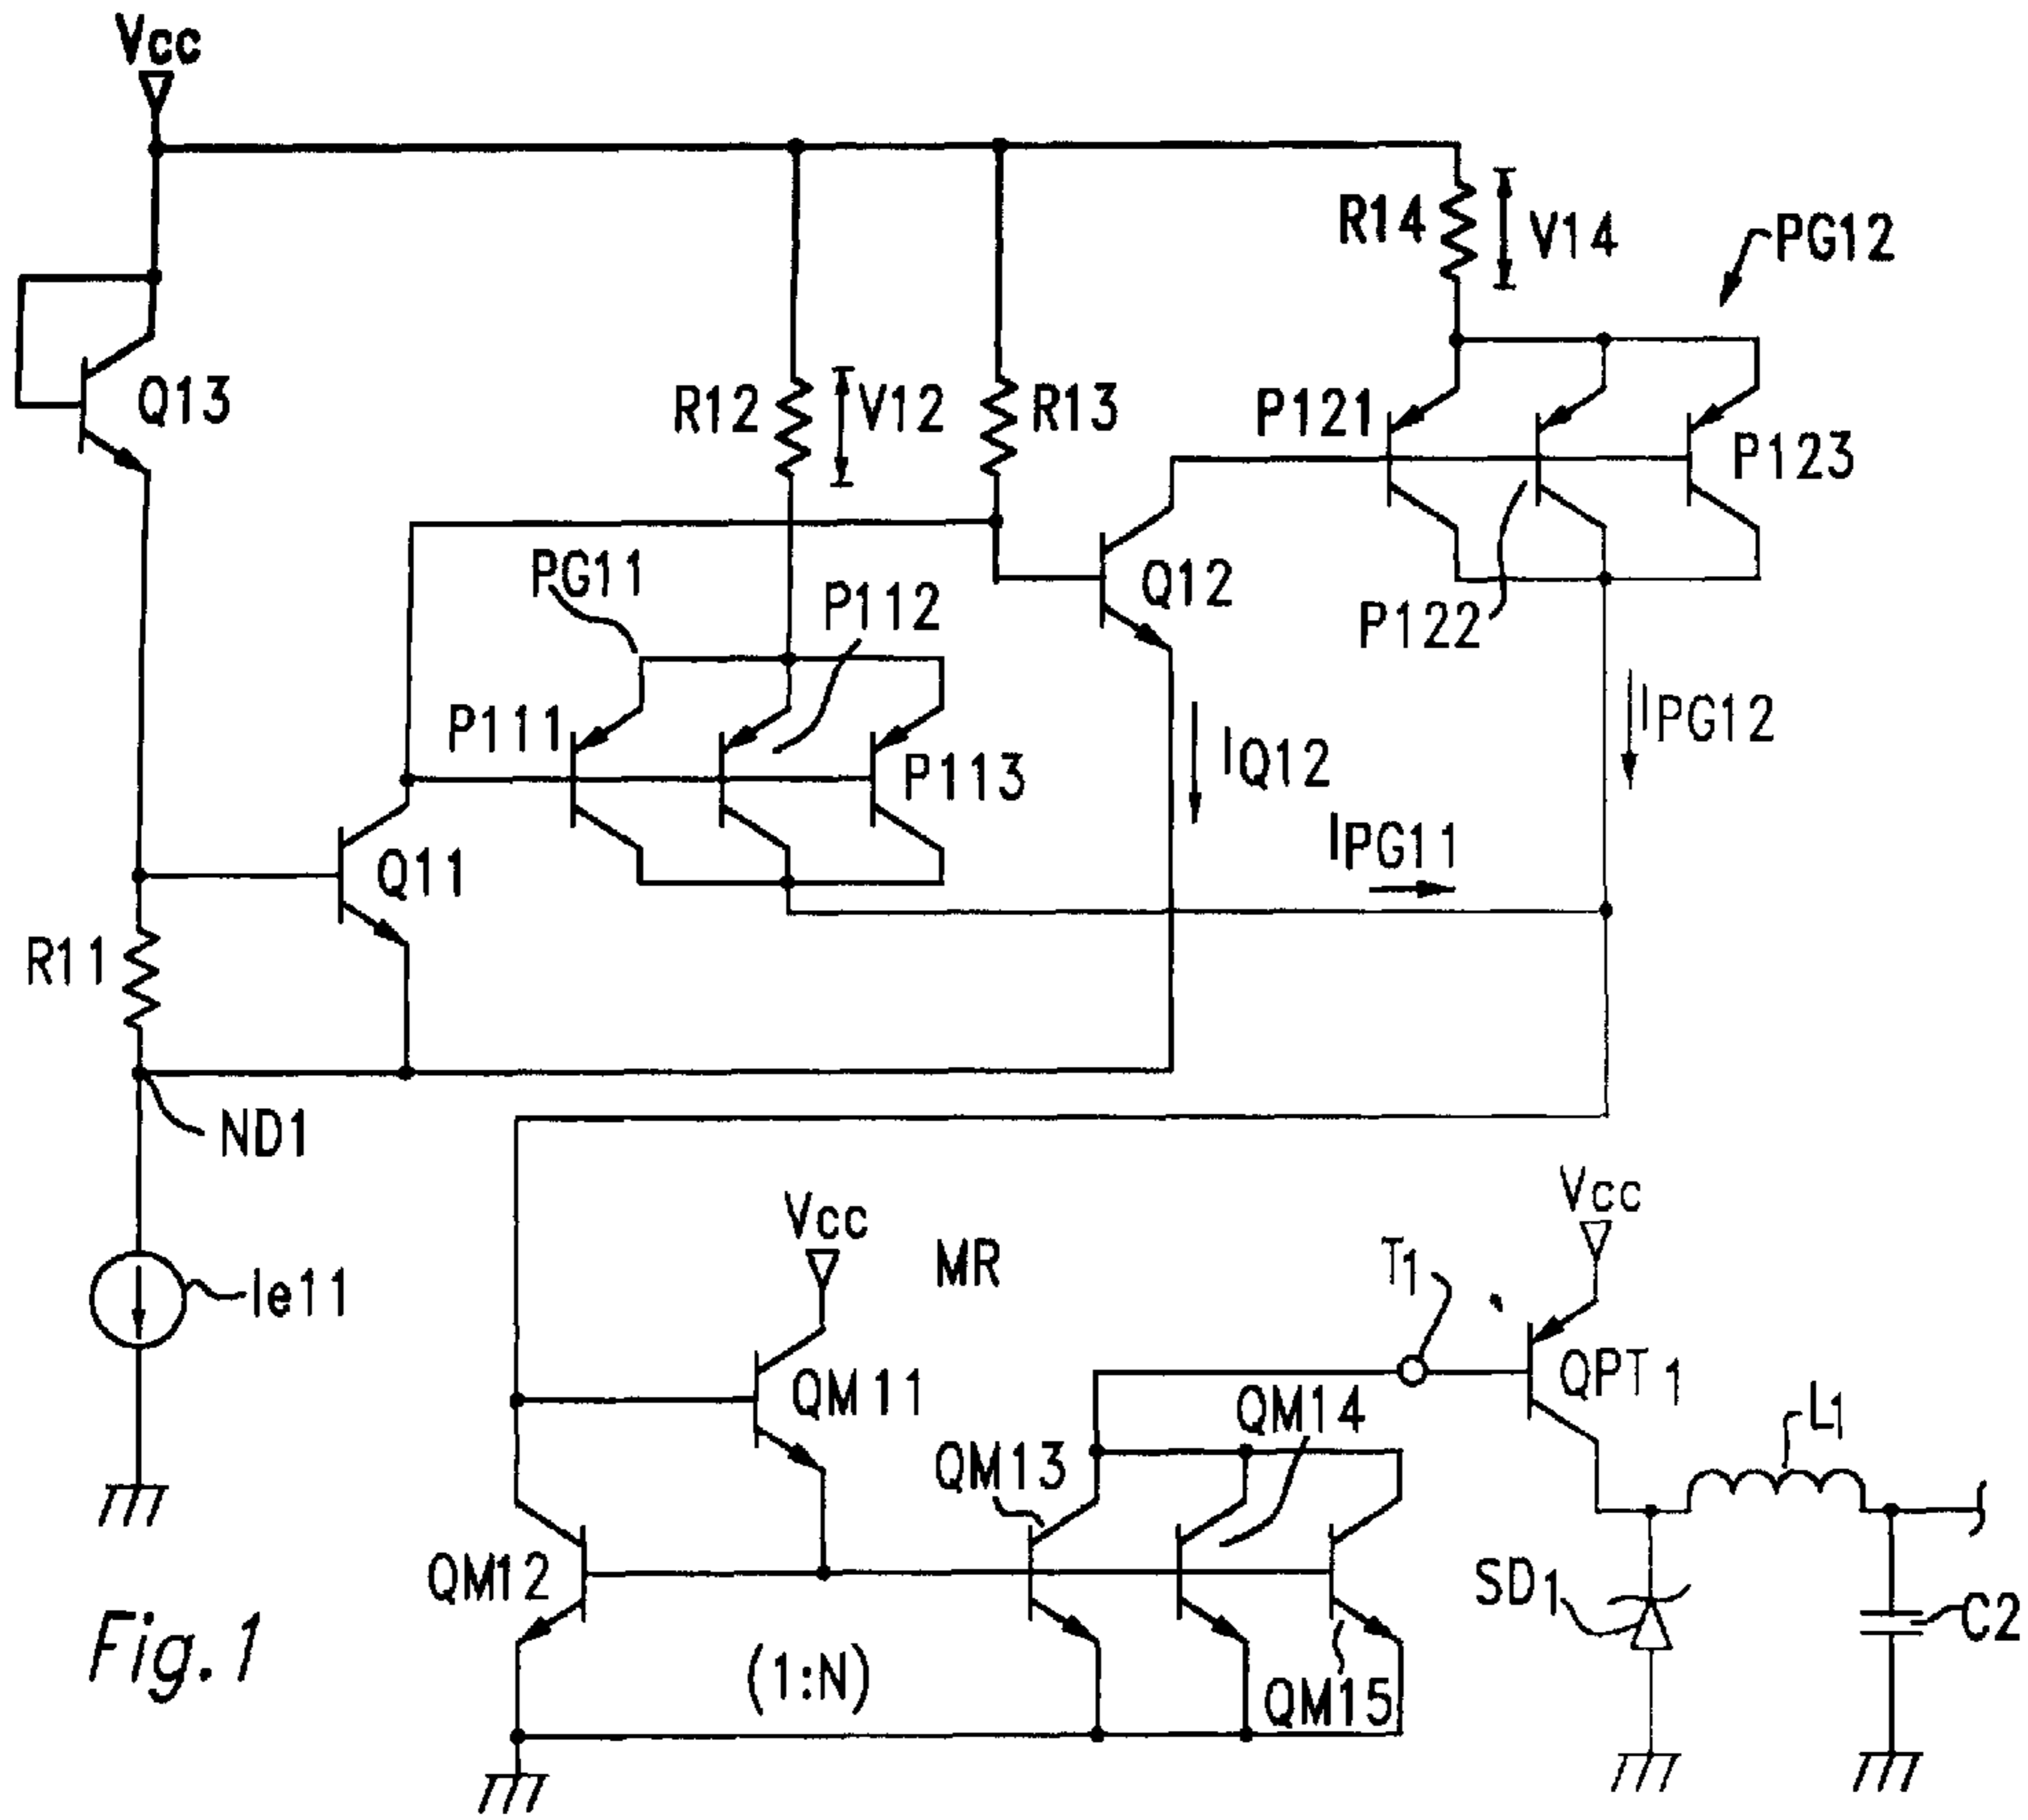 Vcc
R14
V14
PG12
Q13
R12
V12
R13
P121
P123
PG11
P112
Q12
P122
P111
P113
IPG12
IQ12
IPG11
Q11
R11
ND1
Vcc
Vcc
MR
T1
Ie11
QM11
QPT1
QM14
L1
QM13
QM12
SD1
C2
Fig.1
(1:N)
QM15